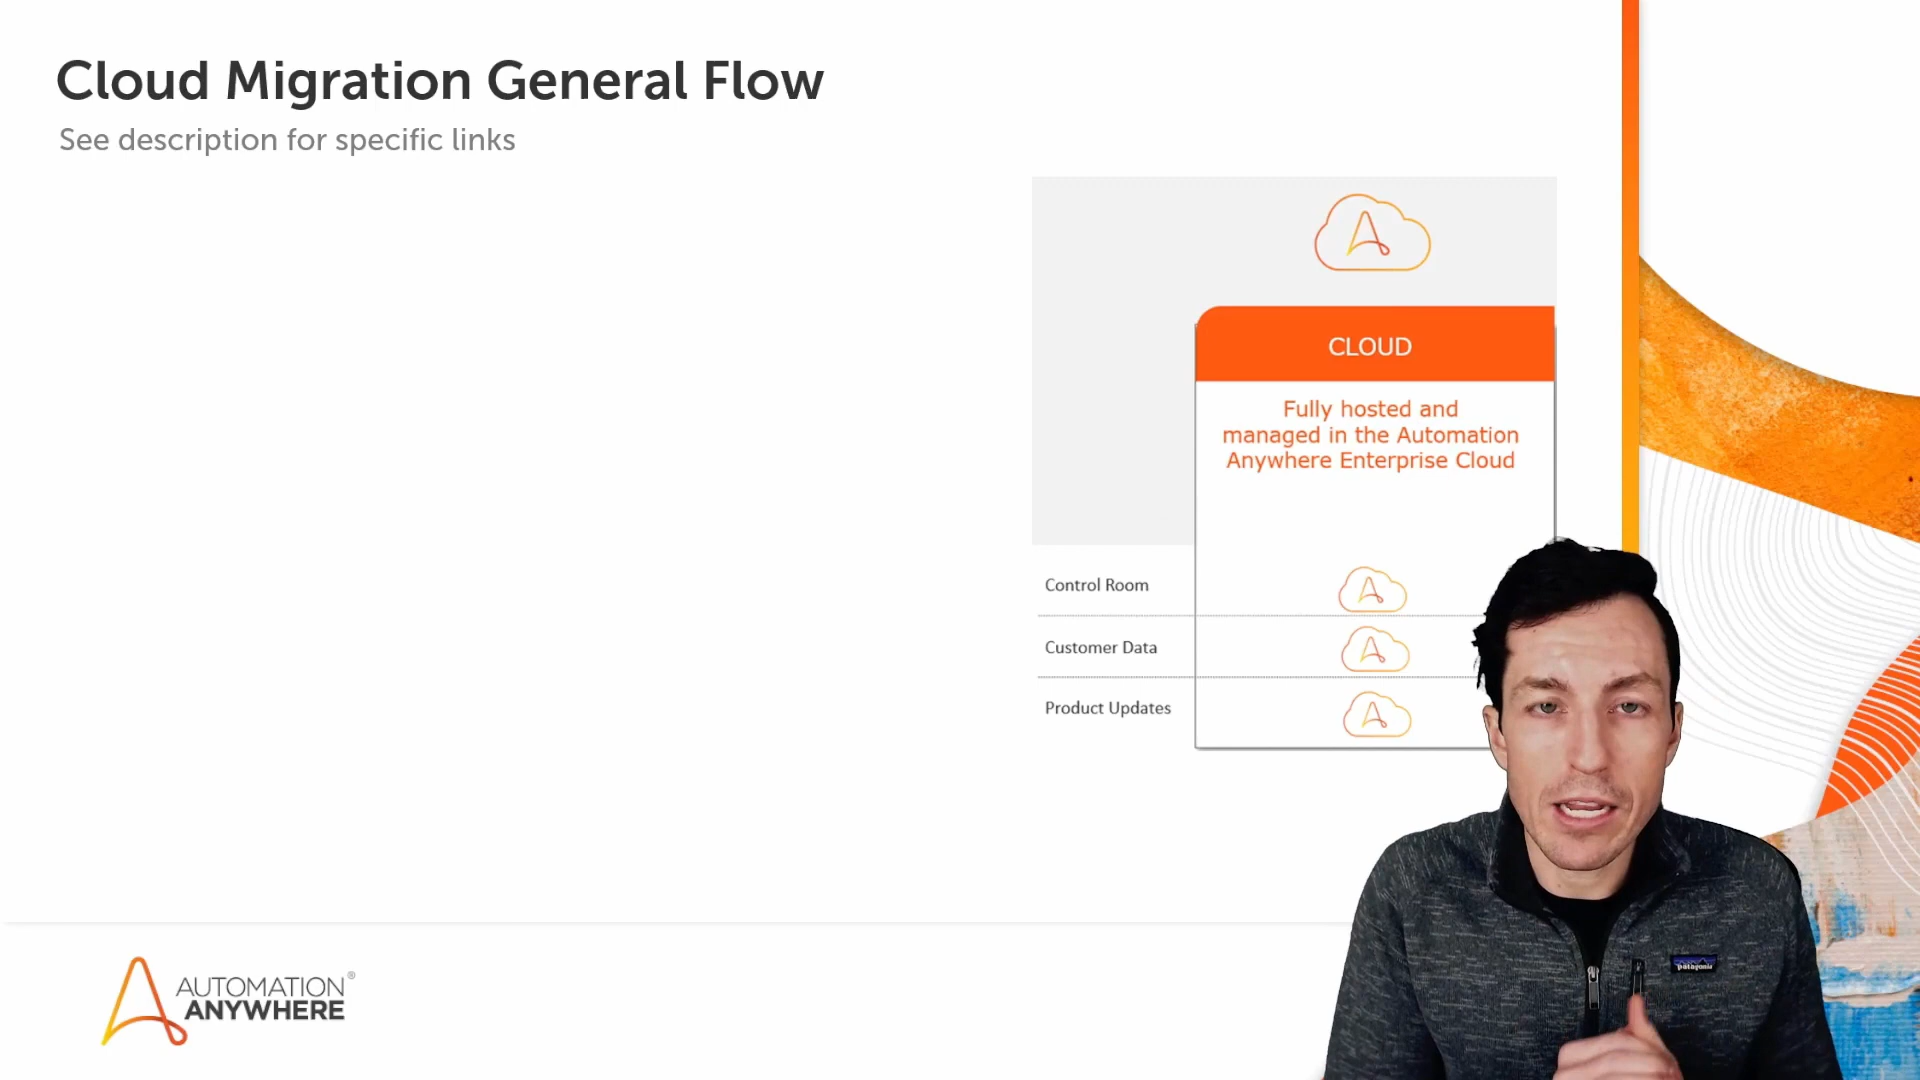 Cloud Migration General Flow
See description for specific links
CLOUD
Fully hosted and
managed in the Automation
Anywhere Enterprise Cloud
Control Room
Customer Data
Product Updates
AUTOMATION®
ANYWHERE
patagonia